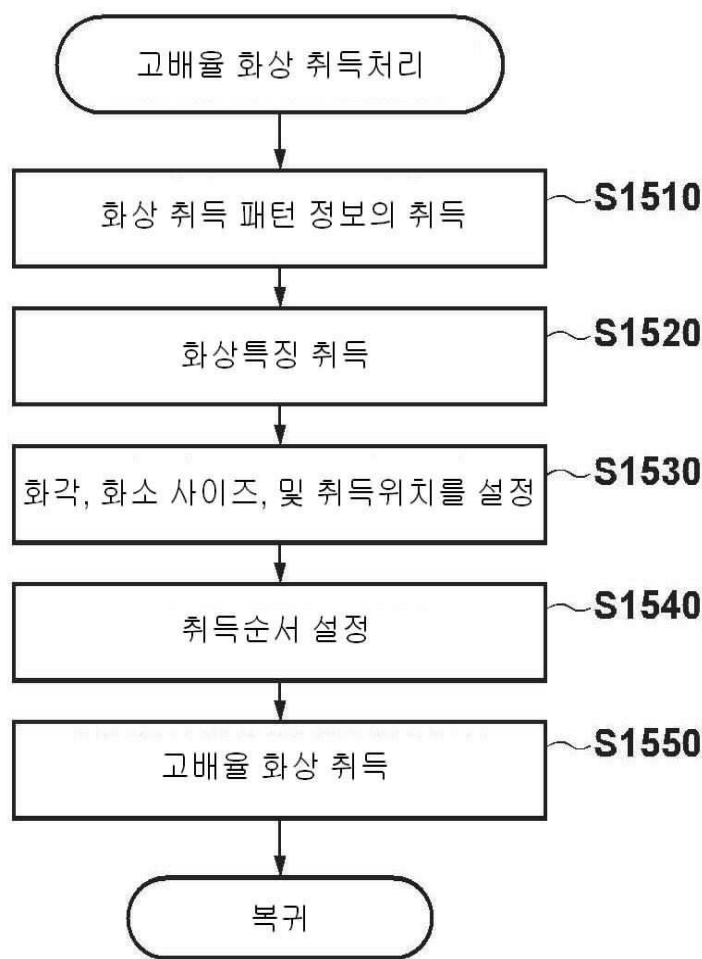 고배율 화상 취득처리
화상 취득 패턴 정보의 취득
S1510
화상특징 취득
S1520
화각, 화소 사이즈, 및 취득위치를 설정
S1530
취득순서 설정
S1540
고배율 화상 취득
S1550
복귀